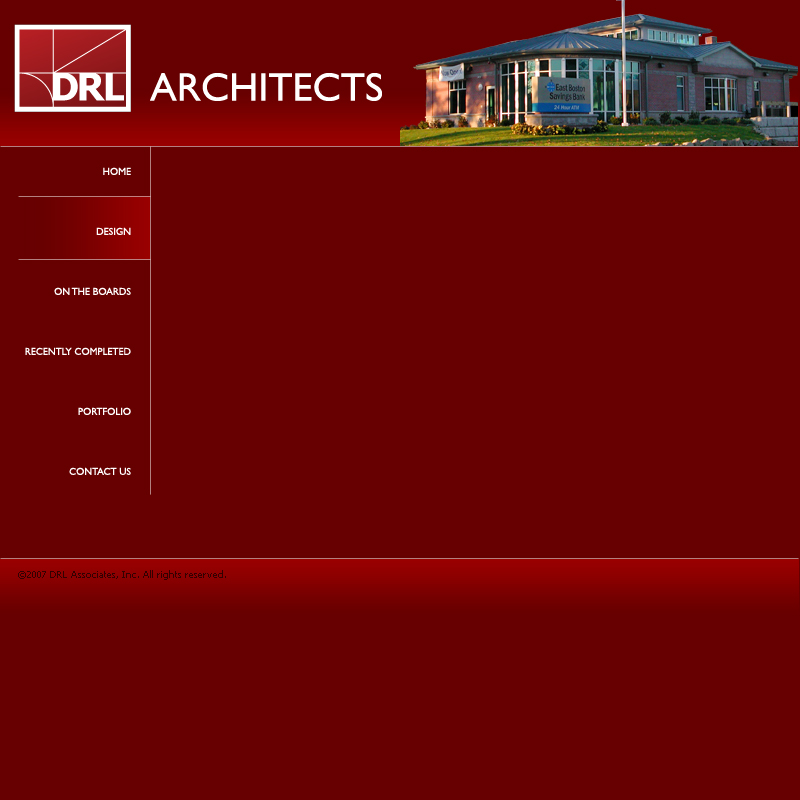 DRL ARCHITECTS
East Boston
Savings Bank
24 Hour ATM
HOME
DESIGN
ON THE BOARDS
RECENTLY COMPLETED
PORTFOLIO
CONTACT US
©2007 DRL Associates, Inc. All rights reserved.